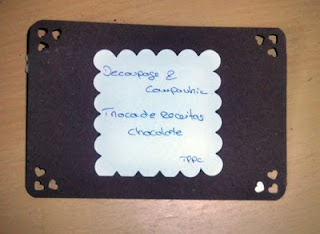 Decoupage &
Companhia
Troca de Receitas
Chocolate
TPPC